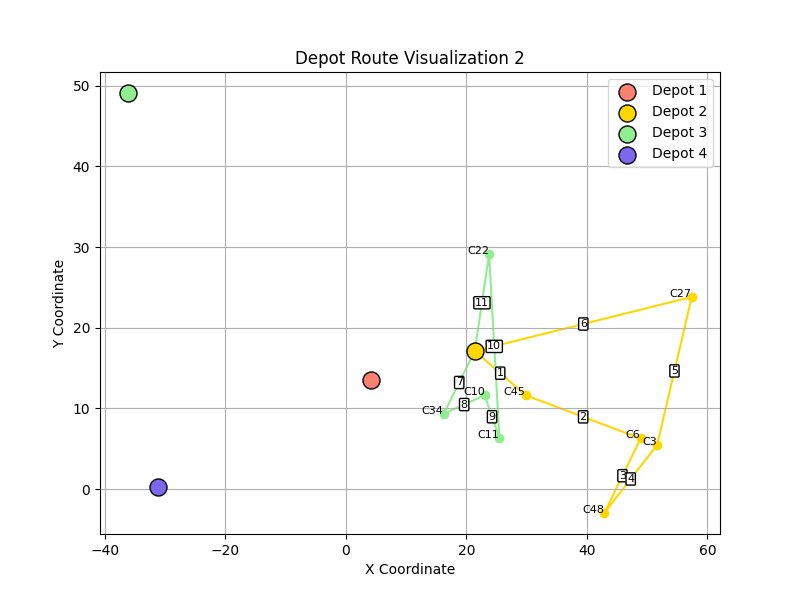 Depot Route Visualization 2
Depot 1
Depot 2
Depot 3
Depot 4
50
40
30
20
10
0
Y Coordinate
C22
C27
11
6
10
5
1
7
C10
C45
8
C34
9
2
C11
C6
C3
3
4
C48
−40
−20
0
20
40
60
X Coordinate